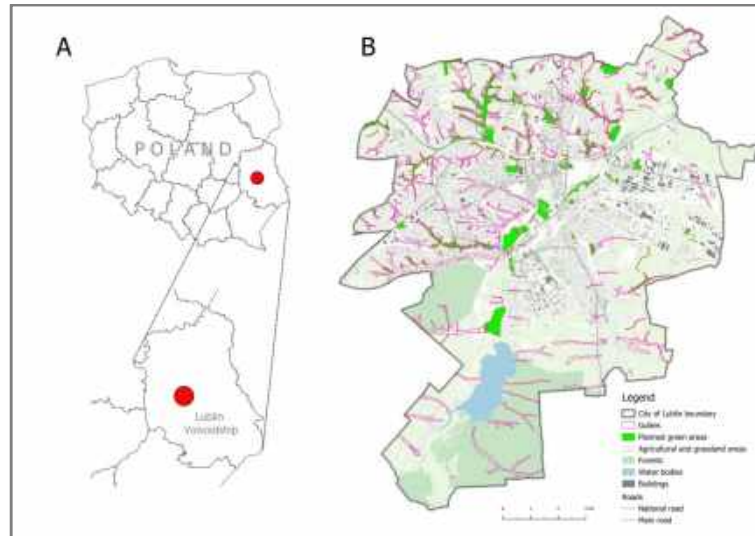 A
B
POLAND
Lublin
Voivodship
Legend
City of Lublin boundary
Gullies
Planned green areas
Agricultural and grassland areas
Forests
Water bodies
Buildings
Roads
National road
Main road